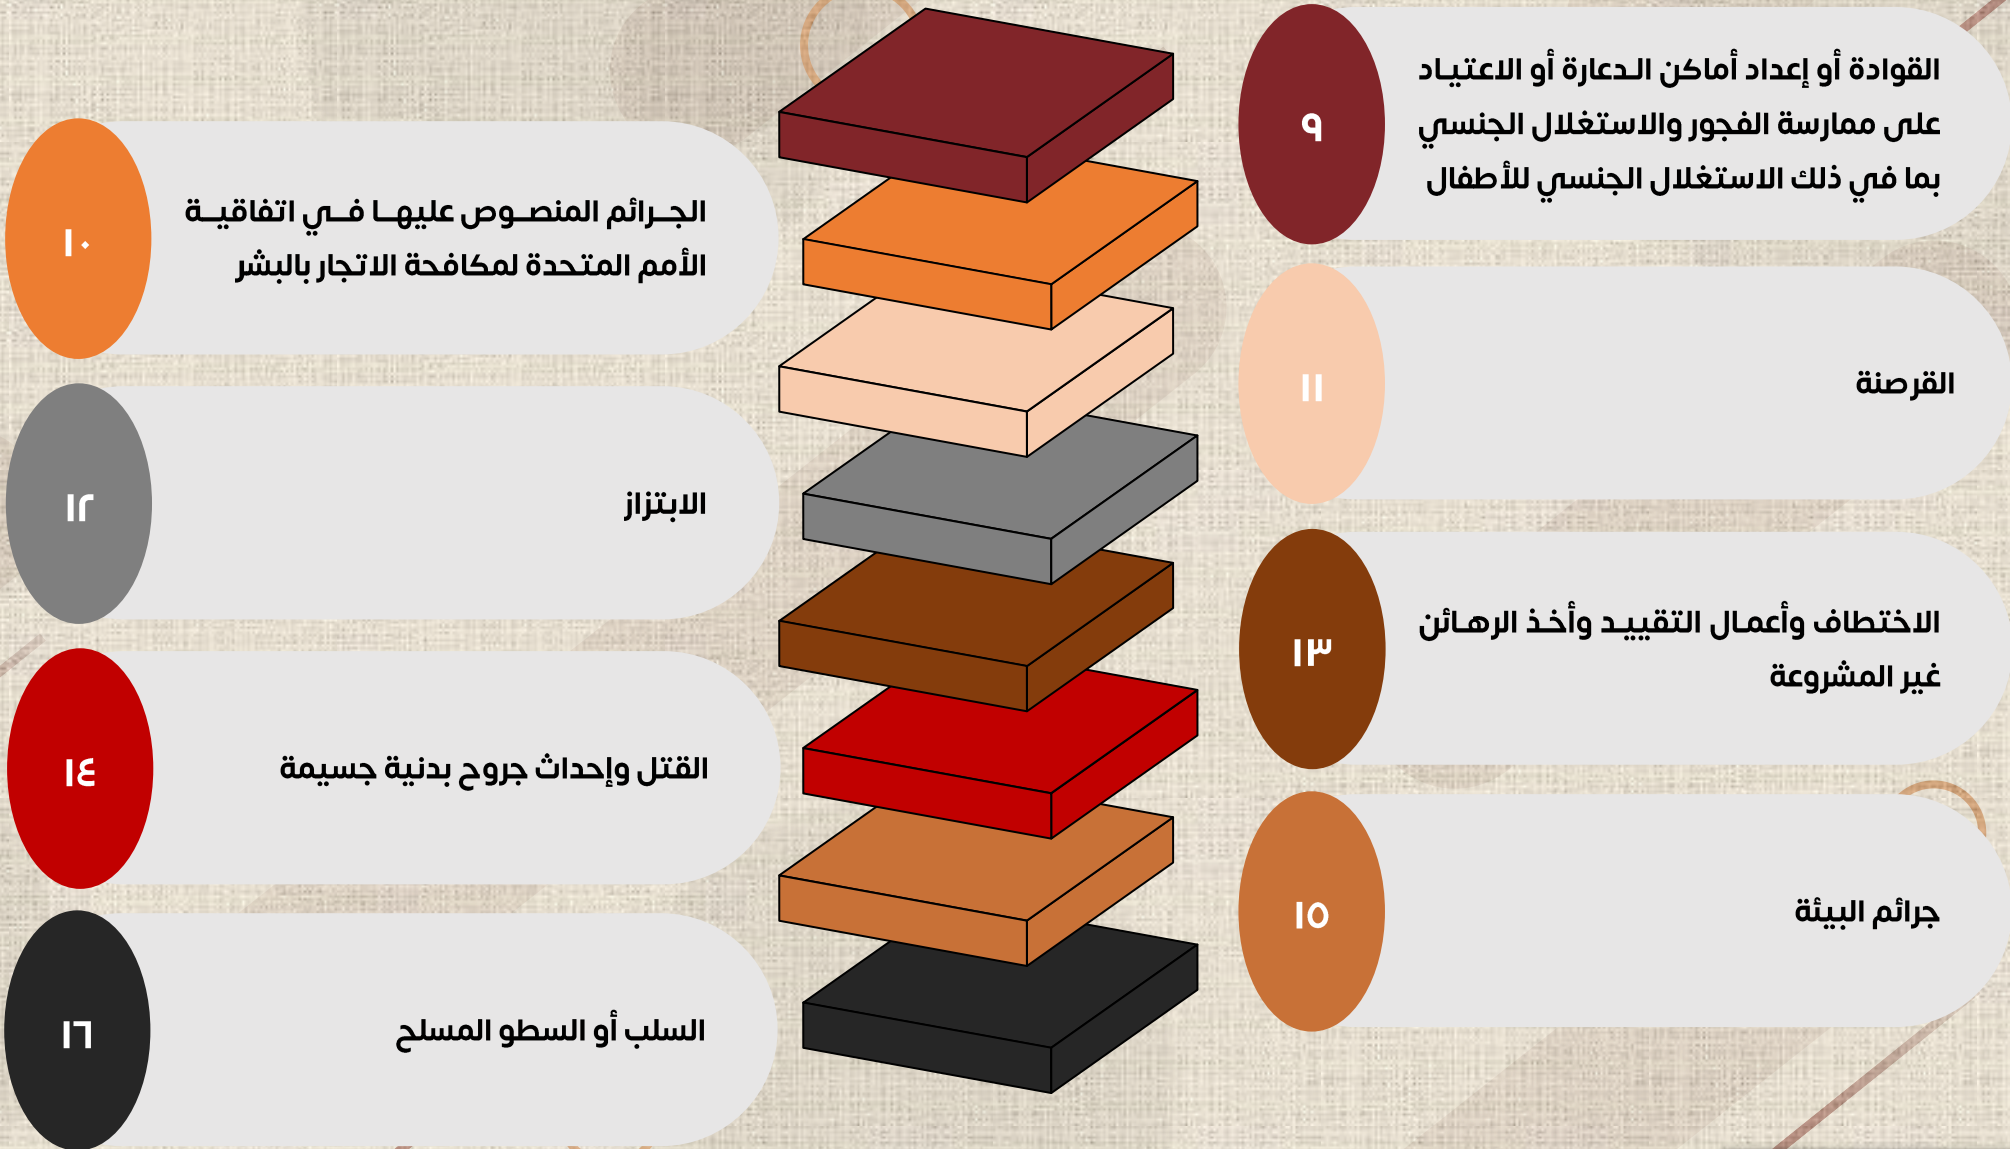 ٩
القوادة أو إعداد أماكن الدعارة أو الاعتياد
على ممارسة الفجور والاستغلال الجنسي
بما في ذلك الاستغلال الجنسي للأطفال
١٠
الجرائم المنصوص عليها في اتفاقية
الأمم المتحدة لمكافحة الاتجار بالبشر
١١
القرصنة
١٢
الابتزاز
١٣
الاختطاف وأعمال التقييد وأخذ الرهائن
غير المشروعة
١٤
القتل وإحداث جروح بدنية جسيمة
١٥
جرائم البيئة
١٦
السلب أو السطو المسلح